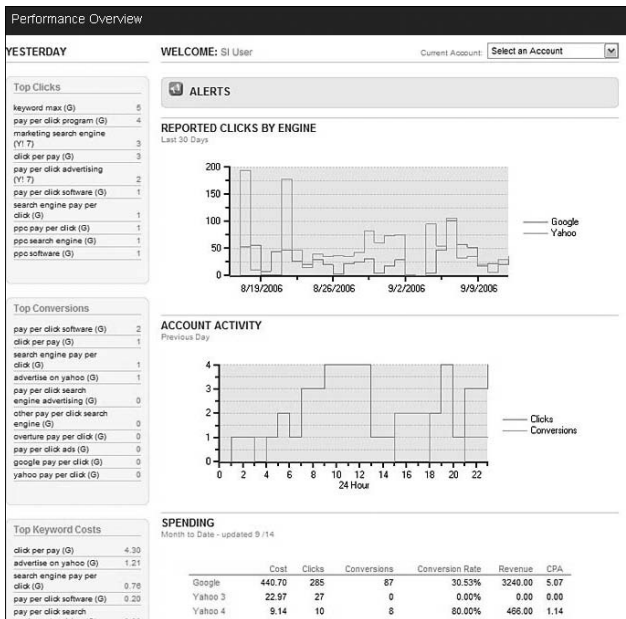 Performance Overview
YESTERDAY
WELCOME: SI User
Current Account: Select an Account
Top Clicks
keyword max (G) 5
pay per click program (G) 4
marketing search engine
(Y! 7) 3
click per pay (G) 3
pay per click advertising
(Y! 7) 2
pay per click software (G) 1
search engine pay per
click (G) 1
ppc pay per click (G) 1
ppc search engine (G) 1
ppc software (G) 1
Top Conversions
pay per click software (G) 2
click per pay (G) 1
search engine pay per
click (G) 1
advertise on yahoo (G) 1
pay per click search
engine advertising (G) 0
other pay per click search
engine (G) 0
overture pay per click (G) 0
pay per click ads (G) 0
google pay per click (G) 0
yahoo pay per click (G) 0
Top Keyword Costs
click per pay (G) 4.30
advertise on yahoo (G) 1.21
search engine pay per
click (G) 0.76
pay per click software (G) 0.20
pay per click search
ALERTS
REPORTED CLICKS BY ENGINE
Last 30 Days
200
150
100
50
0
8/19/2006 8/26/2006 9/2/2006 9/9/2006
Google
Yahoo
ACCOUNT ACTIVITY
Previous Day
4
3
2
1
0
0 2 4 6 8 10 12 14 16 18 20 22
24 Hour
Clicks
Conversions
SPENDING
Month to Date - updated 9 /14
Cost Clicks Conversions Conversion Rate Revenue CPA
Google 440.70 285 87 30.53% 3240.00 5.07
Yahoo 3 22.97 27 0 0.00% 0.00 0.00
Yahoo 4 9.14 10 8 80.00% 466.00 1.14